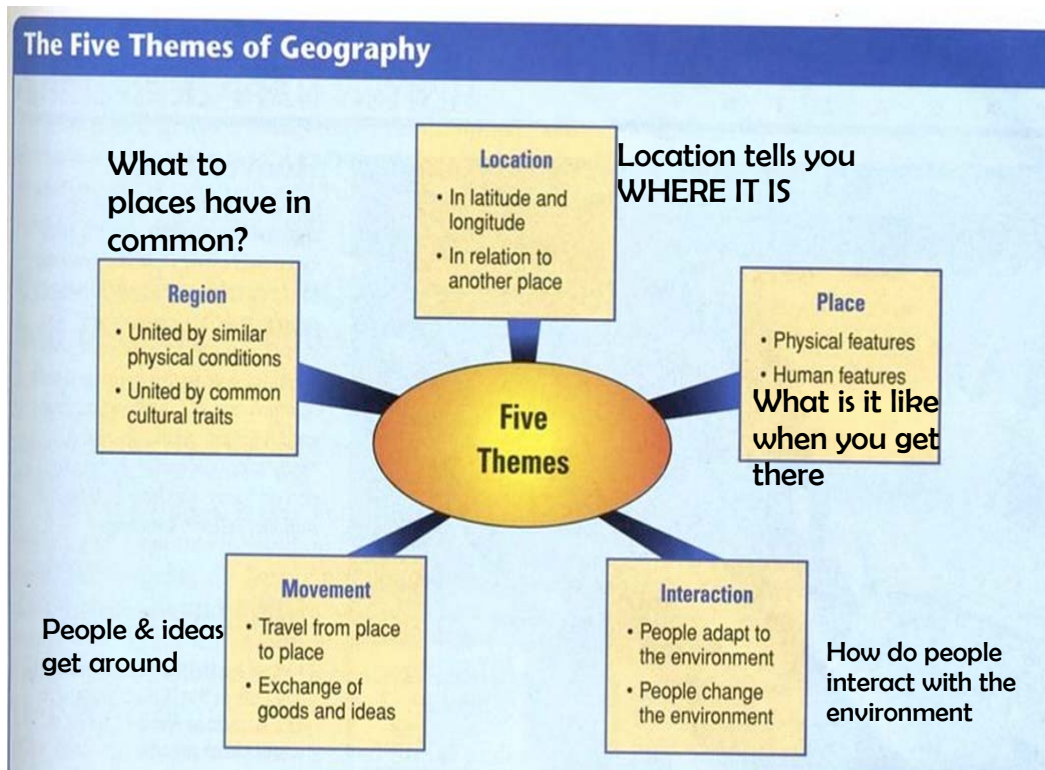 The Five Themes of Geography
What to
places have in
common?
Location
• In latitude and
longitude
• In relation to
another place
Location tells you
WHERE IT IS
Region
• United by similar
physical conditions
• United by common
cultural traits
Place
• Physical features
• Human features
What is it like
when you get
there
Five
Themes
People & ideas
get around
Movement
• Travel from place
to place
• Exchange of
goods and ideas
Interaction
• People adapt to
the environment
• People change
the environment
How do people
interact with the
environment